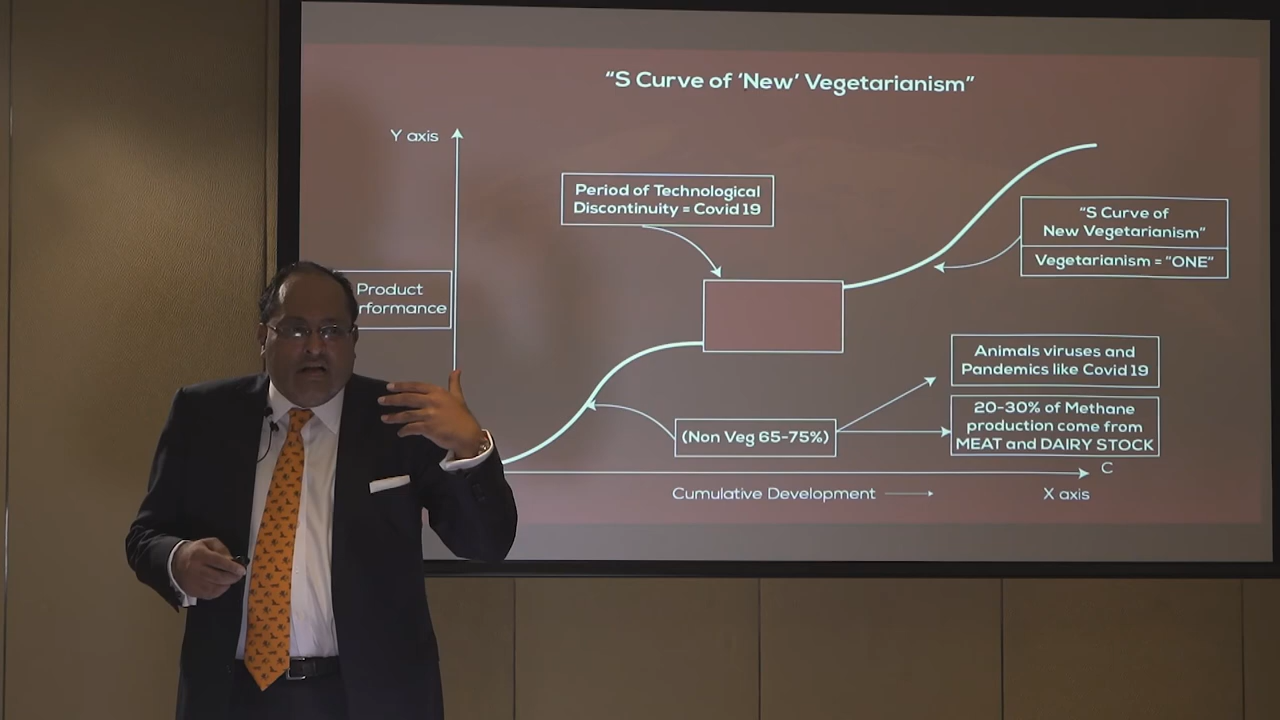 “S Curve of ‘New’ Vegetarianism”
Y axis
Period of Technological
Discontinuity = Covid 19
“S Curve of
New Vegetarianism”
Vegetarianism = “ONE”
Product
Animals viruses and
Pandemics like Covid 19
20-30% of Methane
production come from
MEAT and DAIRY STOCK
(Non Veg 65-75%)
C
Cumulative Development
X axis